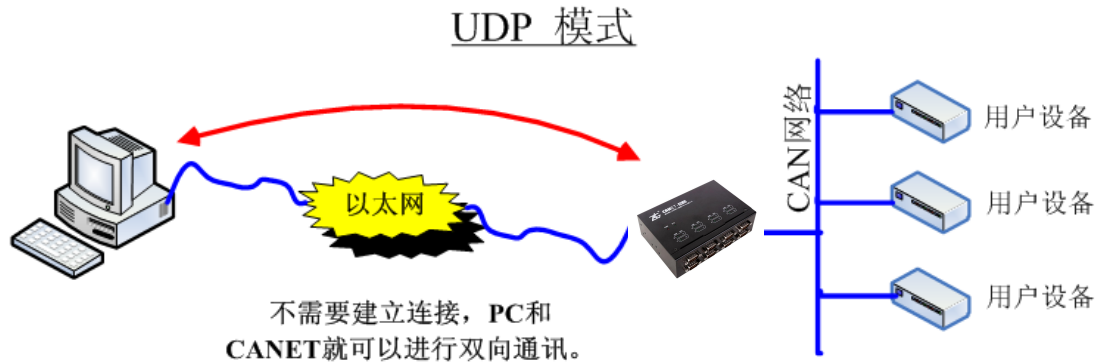 UDP 模式
以太网
CAN网络
用户设备
用户设备
用户设备
不需要建立连接，PC和
CANET就可以进行双向通讯。